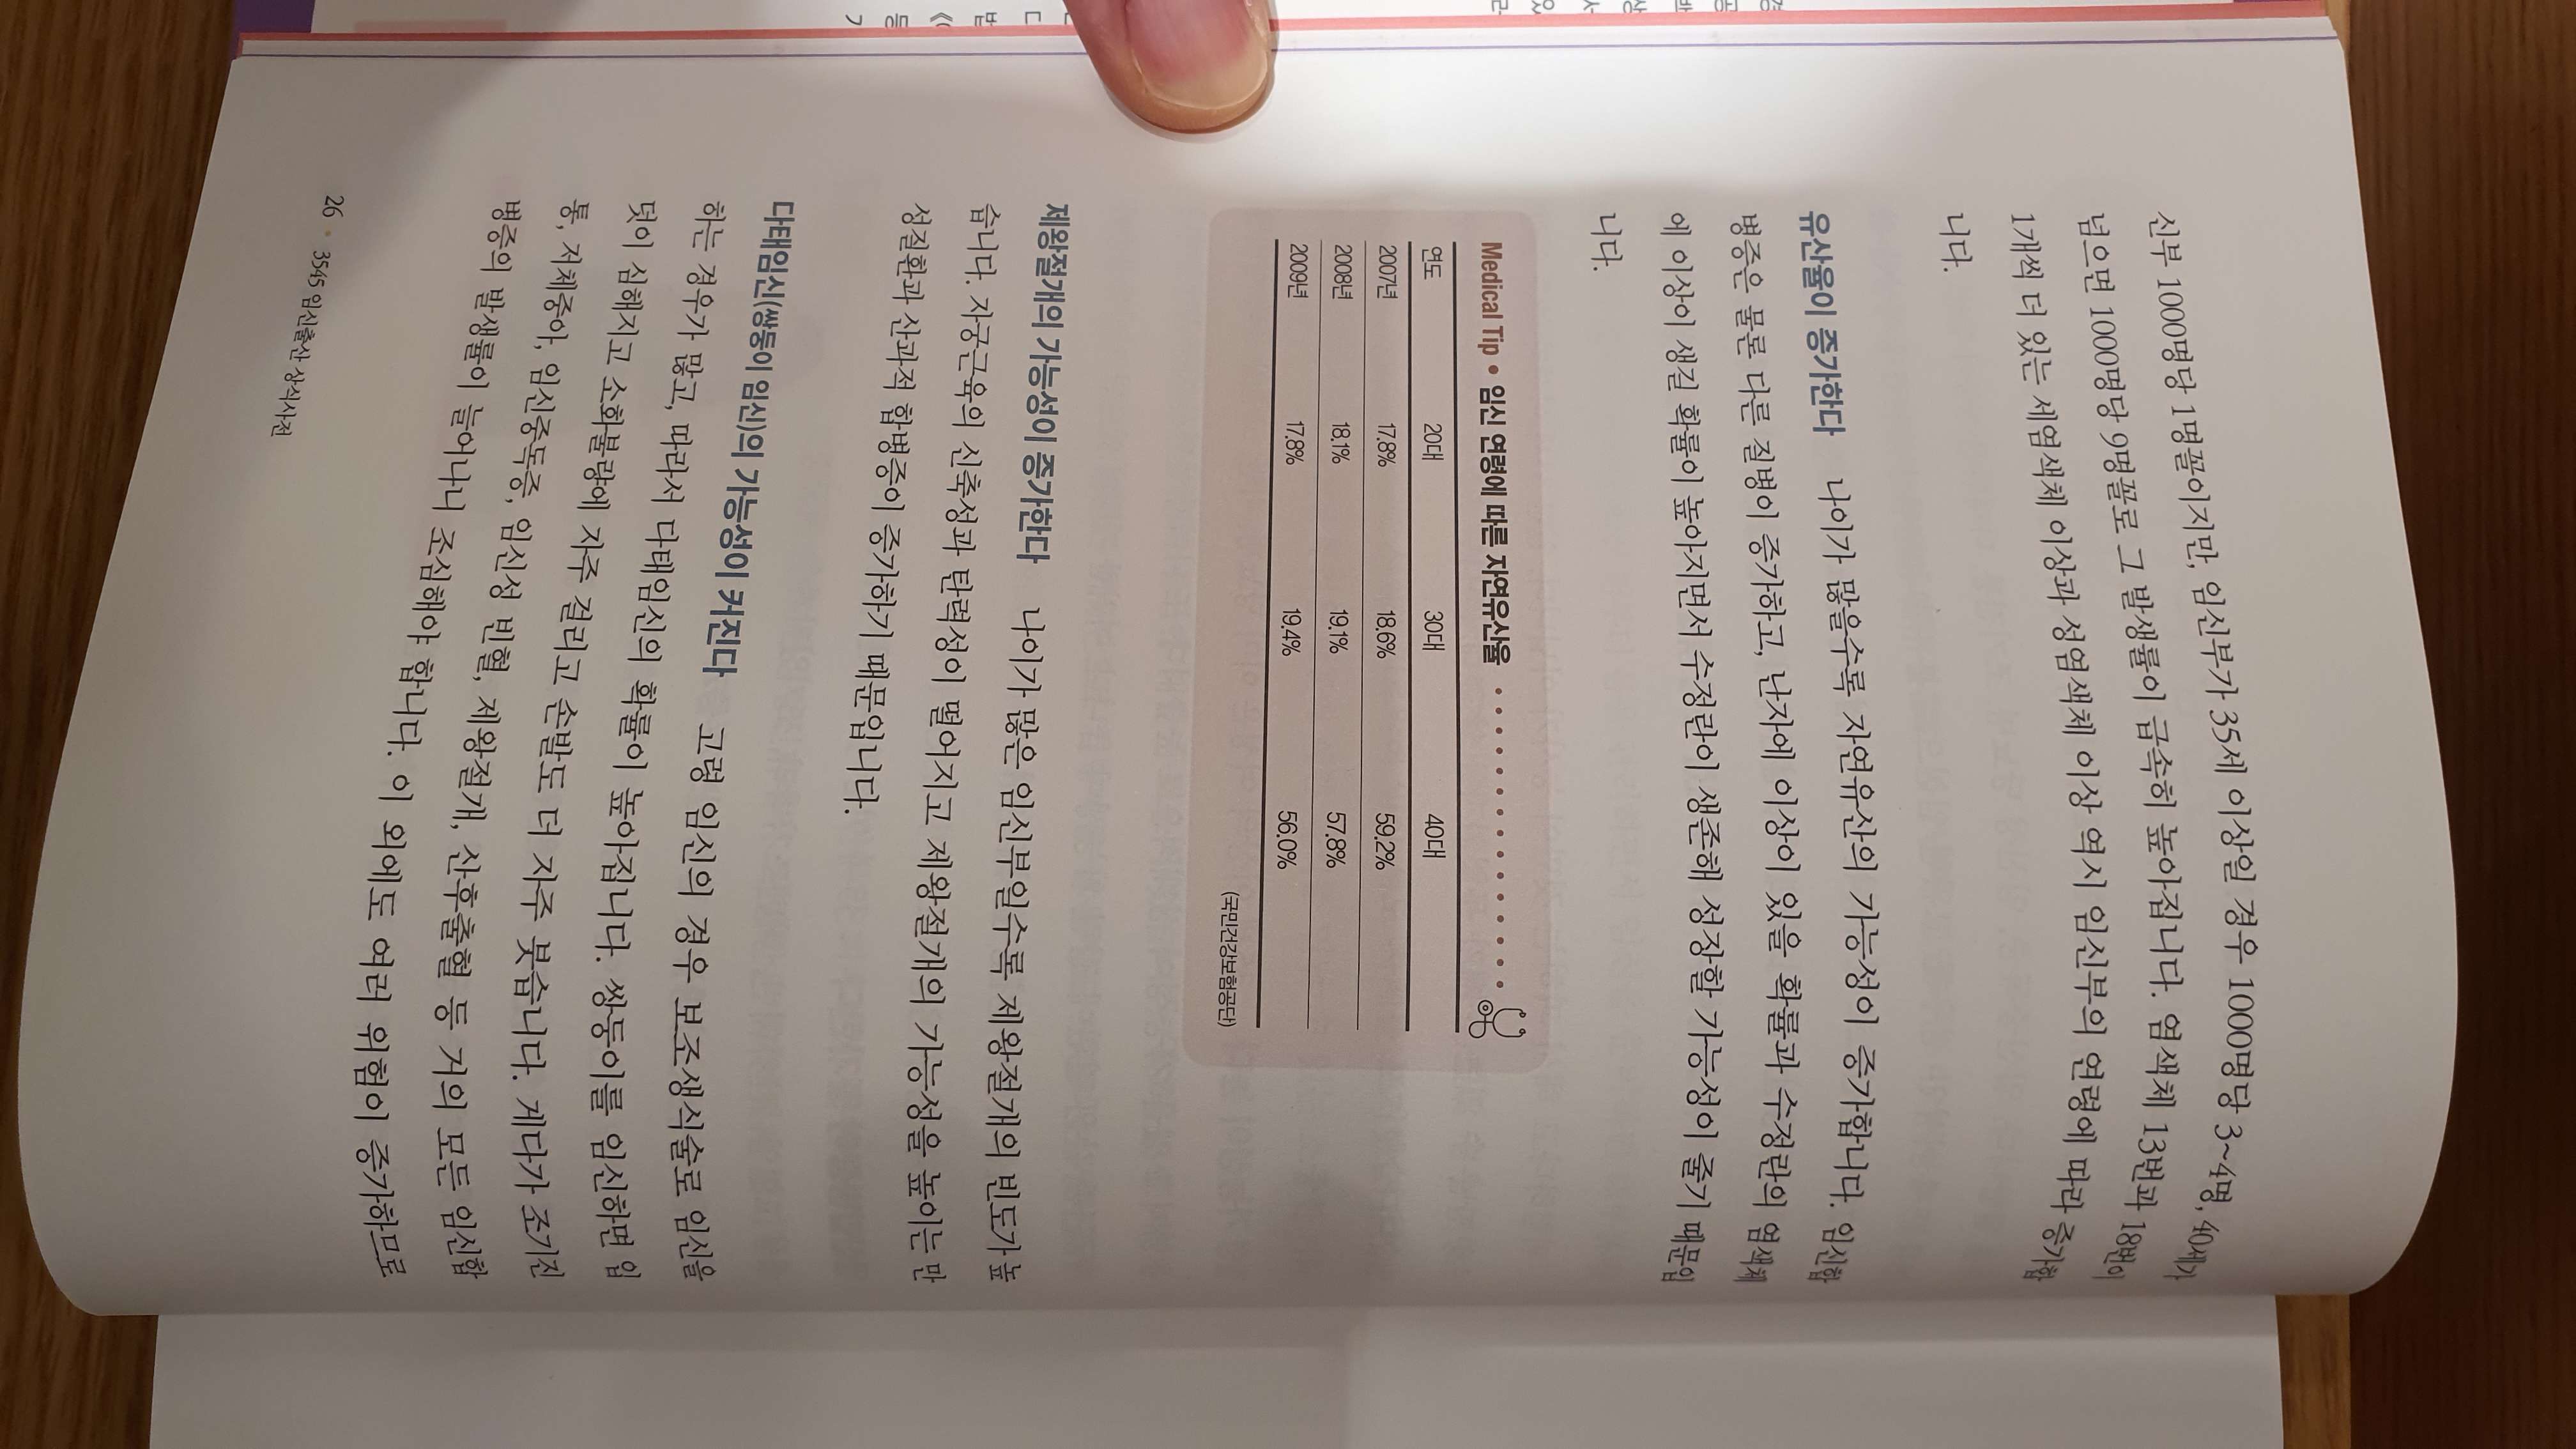 신부 1000명당 1명꼴이지만, 임신부가 35세 이상일 경우 1000명당 3~4명, 40세가
넘으면 1000명당 9명꼴로 그 발생률이 급속히 높아집니다. 염색체 13번과 18번이
1개씩 더 있는 세염색체 이상과 성염색체 이상 역시 임신부의 연령에 따라 증가합
니다.
유산율이 증가한다 나이가 많을수록 자연유산의 가능성이 증가합니다. 임신합
병증은 물론 다른 질병이 증가하고, 난자에 이상이 있을 확률과 수정란의 염색체
에 이상이 생길 확률이 높아지면서 수정란이 생존해 성장할 가능성이 줄기 때문입
니다.
Medical Tip • 임신 연령에 따른 자연유산율
연도 20대 30대 40대
2007년 17.8% 18.6% 59.2%
2008년 18.1% 19.1% 57.8%
2009년 17.8% 19.4% 56.0%
(국민건강보험공단)
제왕절개의 가능성이 증가한다 나이가 많은 임신부일수록 제왕절개의 빈도가 높
습니다. 자궁근육의 신축성과 탄력성이 떨어지고 제왕절개의 가능성을 높이는 만
성질환과 산과적 합병증이 증가하기 때문입니다.
다태임신(쌍둥이 임신)의 가능성이 커진다 고령 임신의 경우 보조생식술로 임신을
하는 경우가 많고, 따라서 다태임신의 확률이 높아집니다. 쌍둥이를 임신하면 입
덧이 심해지고 소화불량에 자주 걸리고 손발도 더 자주 붓습니다. 게다가 조기진
통, 저체중아, 임신중독증, 임신성 빈혈, 제왕절개, 산후출혈 등 거의 모든 임신합
병증의 발생률이 늘어나니 조심해야 합니다. 이 외에도 여러 위험이 증가하므로
26 • 3545 임신출산 상식사전